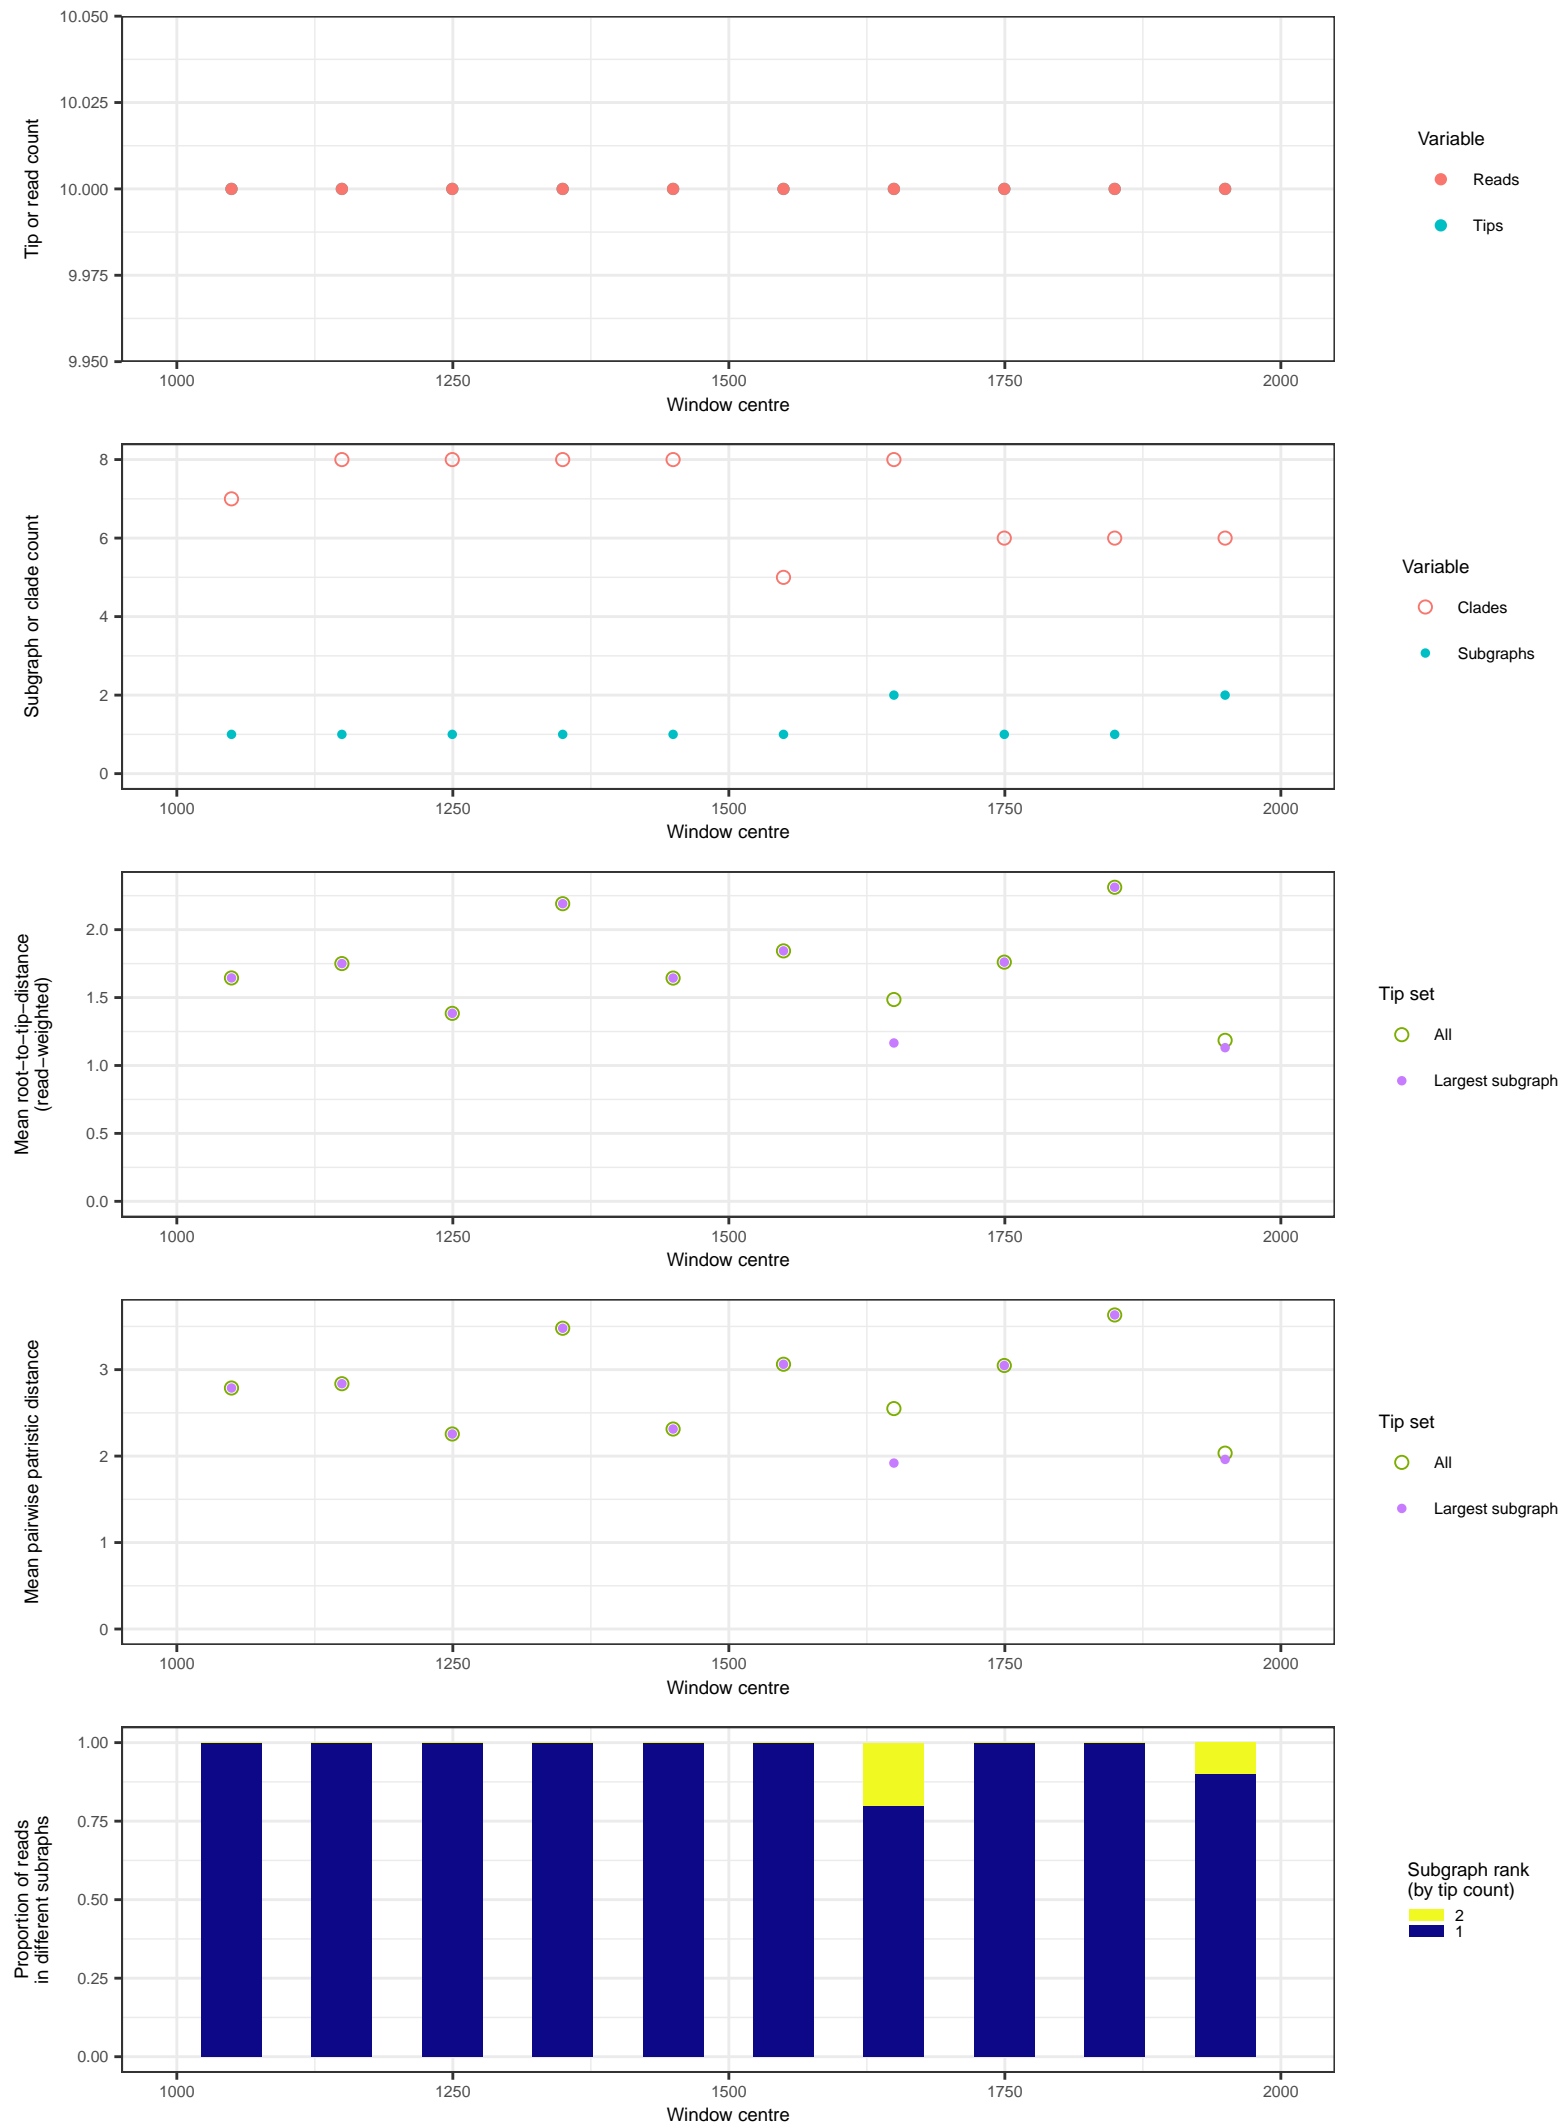 10.050
10.025
10.000
9.975
9.950
Tip or read count
1000 1250 1500 1750 2000
Window centre
Variable
Reads
Tips
8
6
4
2
0
Subgraph or clade count
1000 1250 1500 1750 2000
Window centre
Variable
Clades
Subgraphs
2.0
1.5
1.0
0.5
0.0
Mean root−to−tip−distance
(read−weighted)
1000 1250 1500 1750 2000
Window centre
Tip set
All
Largest subgraph
3
2
1
0
Mean pairwise patristic distance
1000 1250 1500 1750 2000
Window centre
Tip set
All
Largest subgraph
1.00
0.75
0.50
0.25
0.00
Proportion of reads
in different subraphs
1000 1250 1500 1750 2000
Window centre
Subgraph rank
(by tip count)
2
1